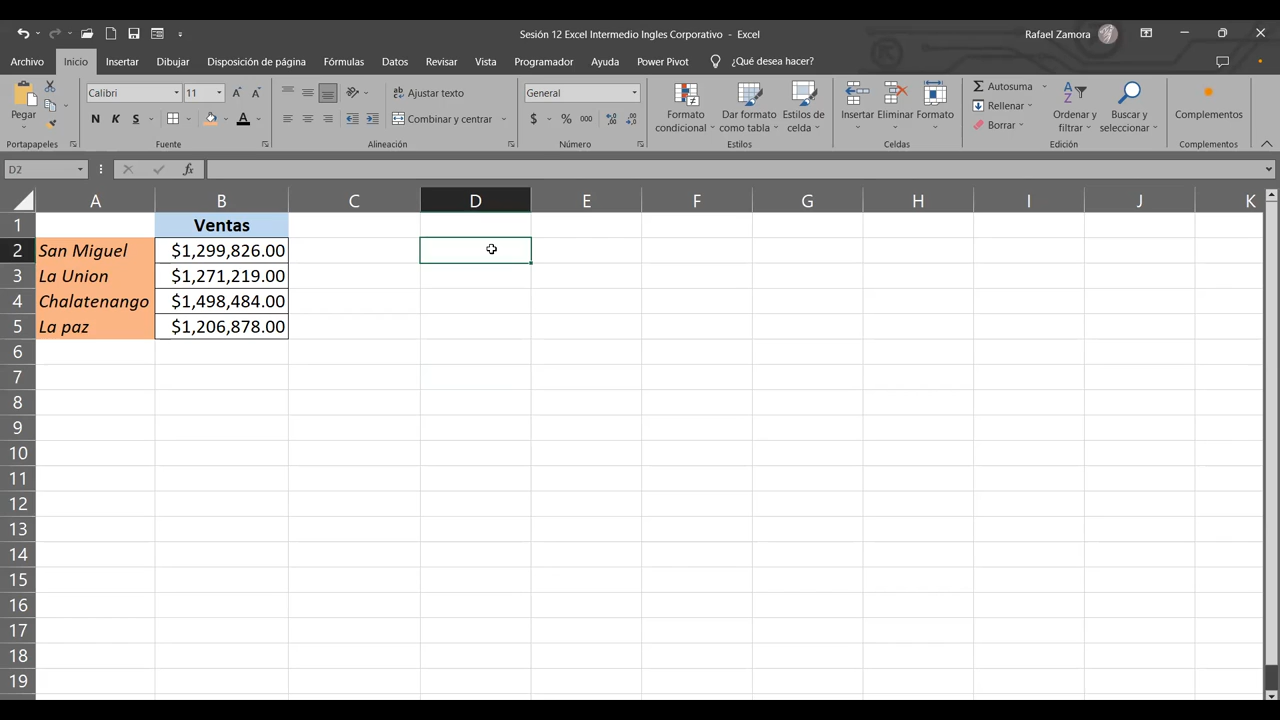 Sesión 12 Excel Intermedio Ingles Corporativo - Excel
Rafael Zamora
Archivo Inicio Insertar Dibujar Disposición de página Fórmulas Datos Revisar Vista Programador Ayuda Power Pivot ¿Qué desea hacer?
Pegar
Calibri 11
N K S A
Ajustar texto
Combinar y centrar
General
$ % 000
Formato condicional
Dar formato como tabla
Estilos de celda
Insertar Eliminar Formato
Autosuma
Rellenar
Borrar
Ordenar y filtrar
Buscar y seleccionar
Complementos
Portapapeles Fuente Alineación Número Estilos Celdas Edición Complementos
D2 fx
A B C D E F G H I J K
1 Ventas
2 San Miguel $1,299,826.00
3 La Union $1,271,219.00
4 Chalatenango $1,498,484.00
5 La paz $1,206,878.00
6
7
8
9
10
11
12
13
14
15
16
17
18
19